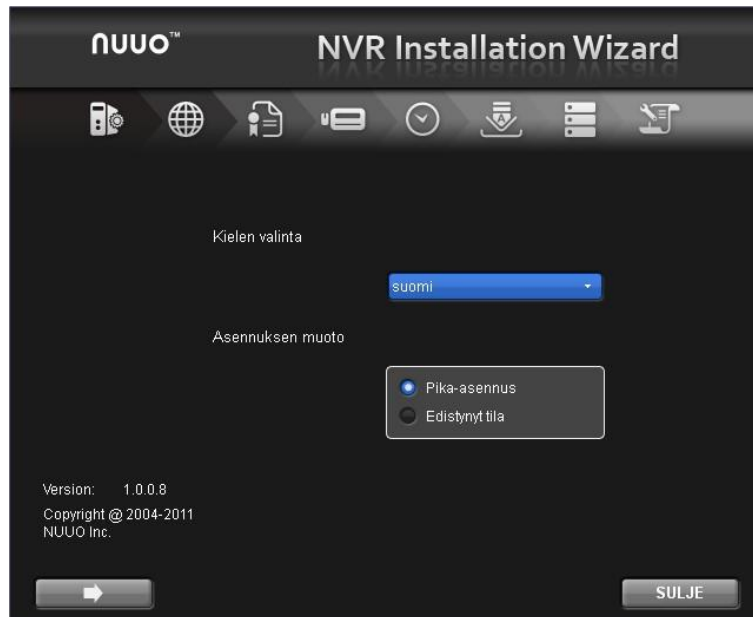 nuuo™
NVR Installation Wizard
Kielen valinta
suomi
Asennuksen muoto
Pika-asennus
Edistynyt tila
Version: 1.0.0.8
Copyright @ 2004-2011
NUUO Inc.
SULJE